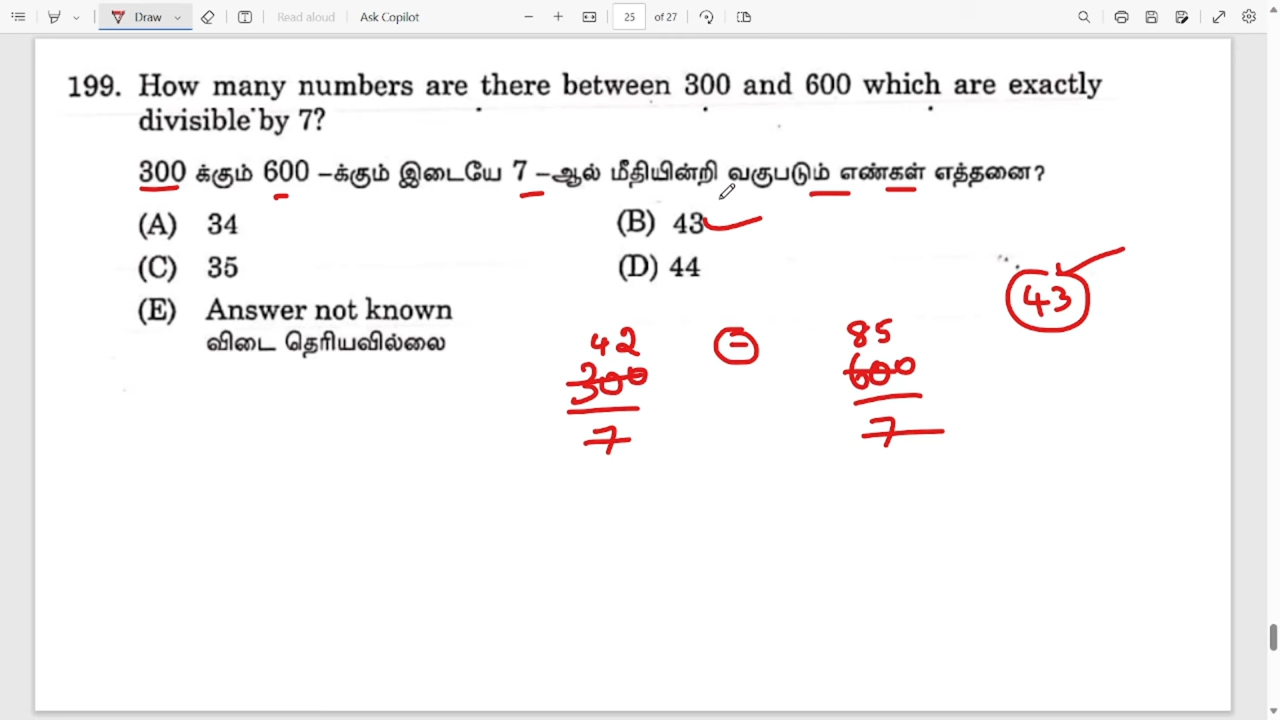 Draw Read aloud Ask Copilot 25 of 27
199. How many numbers are there between 300 and 600 which are exactly
divisible by 7?
300 க்கும் 600 –க்கும் இடையே 7 –ஆல் மீதியின்றி வகுபடும் எண்கள் எத்தனை?
(A) 34 (B) 43
(C) 35 (D) 44
(E) Answer not known
விடை தெரியவில்லை
43
42 – 85
300 600
7 7